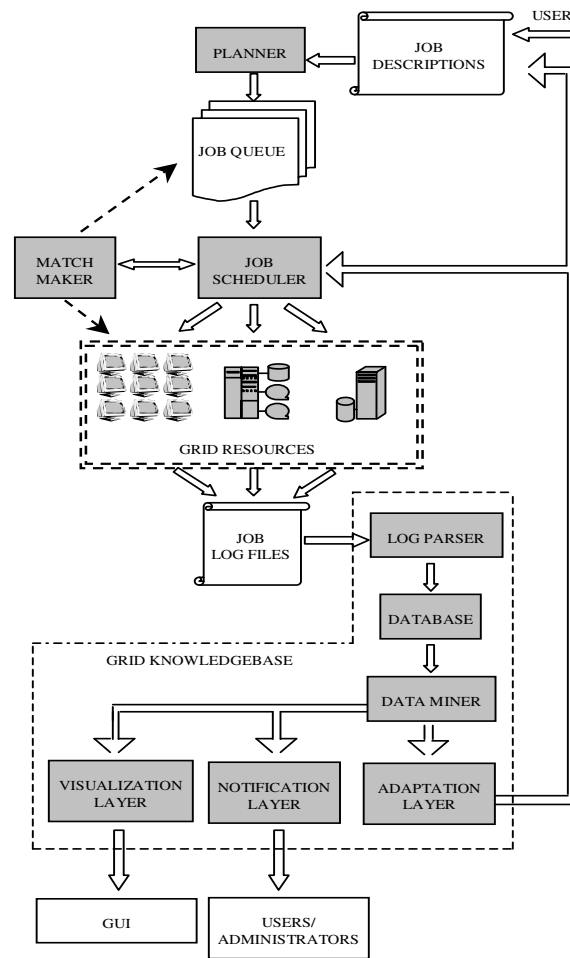 USER
PLANNER
JOB
DESCRIPTIONS
JOB QUEUE
MATCH
MAKER
JOB
SCHEDULER
GRID RESOURCES
JOB
LOG FILES
LOG PARSER
DATABASE
GRID KNOWLEDGEBASE
DATA MINER
VISUALIZATION
LAYER
NOTIFICATION
LAYER
ADAPTATION
LAYER
GUI
USERS/
ADMINISTRATORS